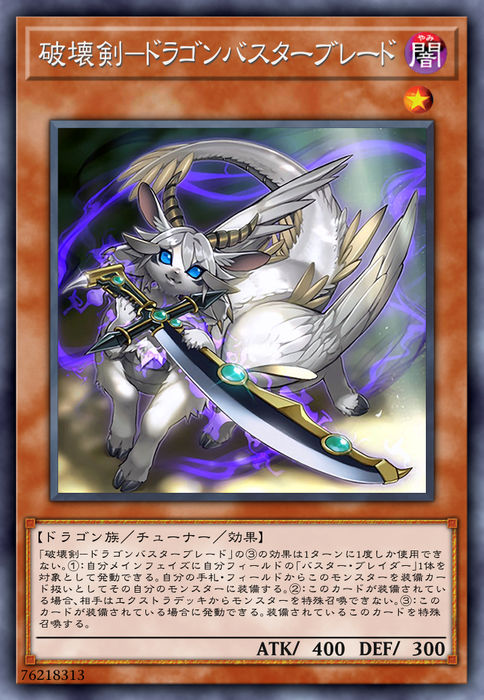 破壊剣－ドラゴンバスターブレード
やみ
闇
【ドラゴン族／チューナー／効果】
「破壊剣－ドラゴンバスターブレード」の③の効果は1ターンに1度しか使用でき
ない。①：自分メインフェイズに自分フィールドの「バスター・ブレイダー」1体を
対象として発動できる。自分の手札・フィールドからこのモンスターを装備カー
ド扱いとしてその自分のモンスターに装備する。②：このカードが装備されてい
る場合、相手はエクストラデッキからモンスターを特殊召喚できない。③：この
カードが装備されている場合に発動できる。装備されているこのカードを特殊
召喚する。
ATK/ 400 DEF/ 300
76218313